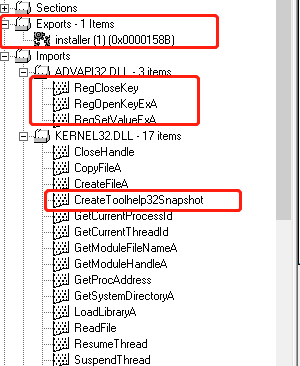 Sections
Exports - 1 Items
installer (1) (0x0000158B)
Imports
ADVAPI32.DLL - 3 items
RegCloseKey
RegOpenKeyExA
RegSetValueExA
KERNEL32.DLL - 17 items
CloseHandle
CopyFileA
CreateFileA
CreateToolhelp32Snapshot
GetCurrentProcessId
GetCurrentThreadId
GetModuleFileNameA
GetModuleHandleA
GetProcAddress
GetSystemDirectoryA
LoadLibraryA
ReadFile
ResumeThread
SuspendThread